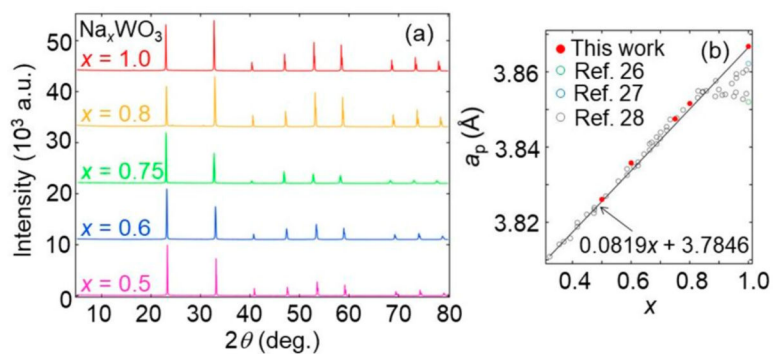 NaxWO3
(a)
x = 1.0
x = 0.8
x = 0.75
x = 0.6
x = 0.5
Intensity (10³ a.u.)
50
40
30
20
10
0
10 20 30 40 50 60 70 80
2θ (deg.)
(b)
This work
Ref. 26
Ref. 27
Ref. 28
ap (Å)
3.86
3.84
3.82
0.0819x + 3.7846
0.4 0.6 0.8 1.0
x